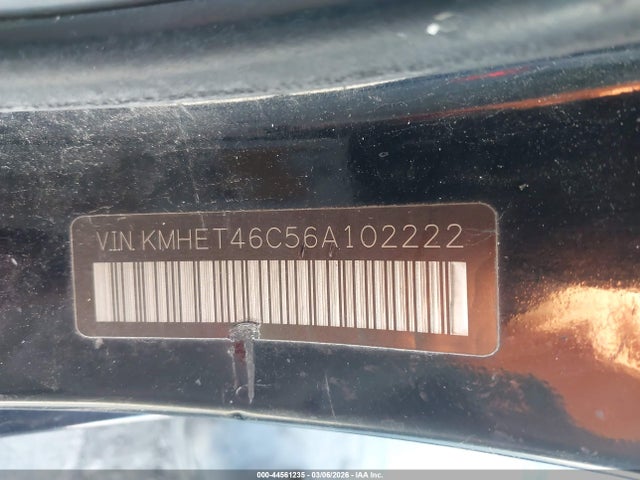 VIN KMHET46C56A102222
000-44561235 | 03/06/2026 | IAA Inc.